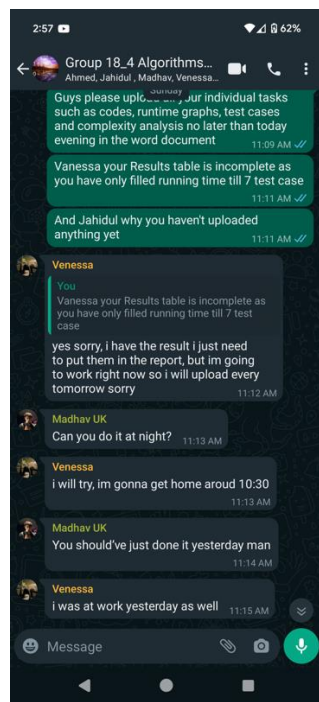 2:57
62%
Group 18_4 Algorithms...
Ahmed, Jahidul , Madhav, Venessa...
Sunday
Guys please upload all your individual tasks
such as codes, runtime graphs, test cases
and complexity analysis no later than today
evening in the word document
11:09 AM
Vanessa your Results table is incomplete as
you have only filled running time till 7 test case
11:11 AM
And Jahidul why you haven't uploaded
anything yet
11:11 AM
Venessa
You
Vanessa your Results table is incomplete as
you have only filled running time till 7 test
case
yes sorry, i have the result i just need
to put them in the report, but im going
to work right now so i will upload every
tomorrow sorry
11:12 AM
Madhav UK
Can you do it at night?
11:13 AM
Venessa
i will try, im gonna get home aroud 10:30
11:13 AM
Madhav UK
You should've just done it yesterday man
11:14 AM
Venessa
i was at work yesterday as well
11:15 AM
Message